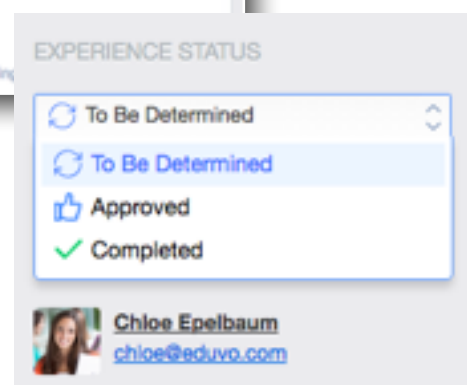 EXPERIENCE STATUS
To Be Determined
To Be Determined
Approved
Completed
Chloe Epelbaum
chloe@eduvo.com